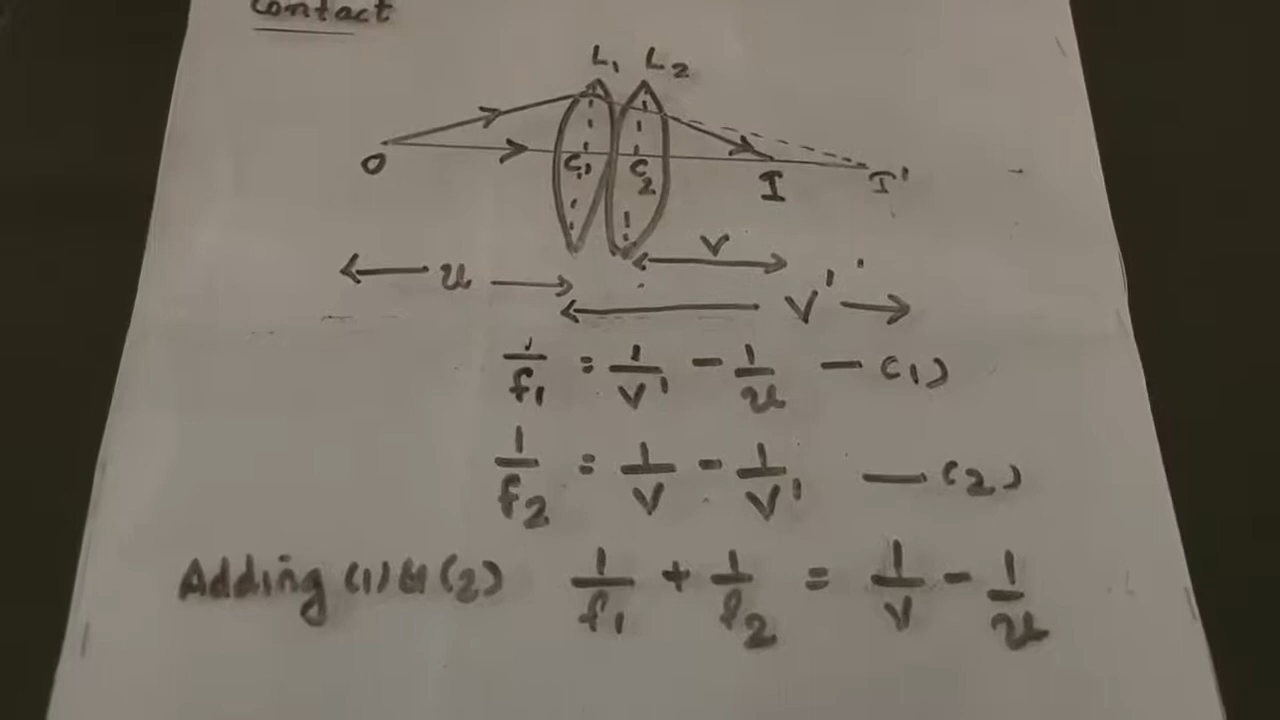 Contact
L₁ L₂
O C₁ C₂ I I'
V
u V'
1/f₁ = 1/V' - 1/u — (1)
1/f₂ = 1/V - 1/V' — (2)
Adding (1) & (2) 1/f₁ + 1/f₂ = 1/V - 1/u